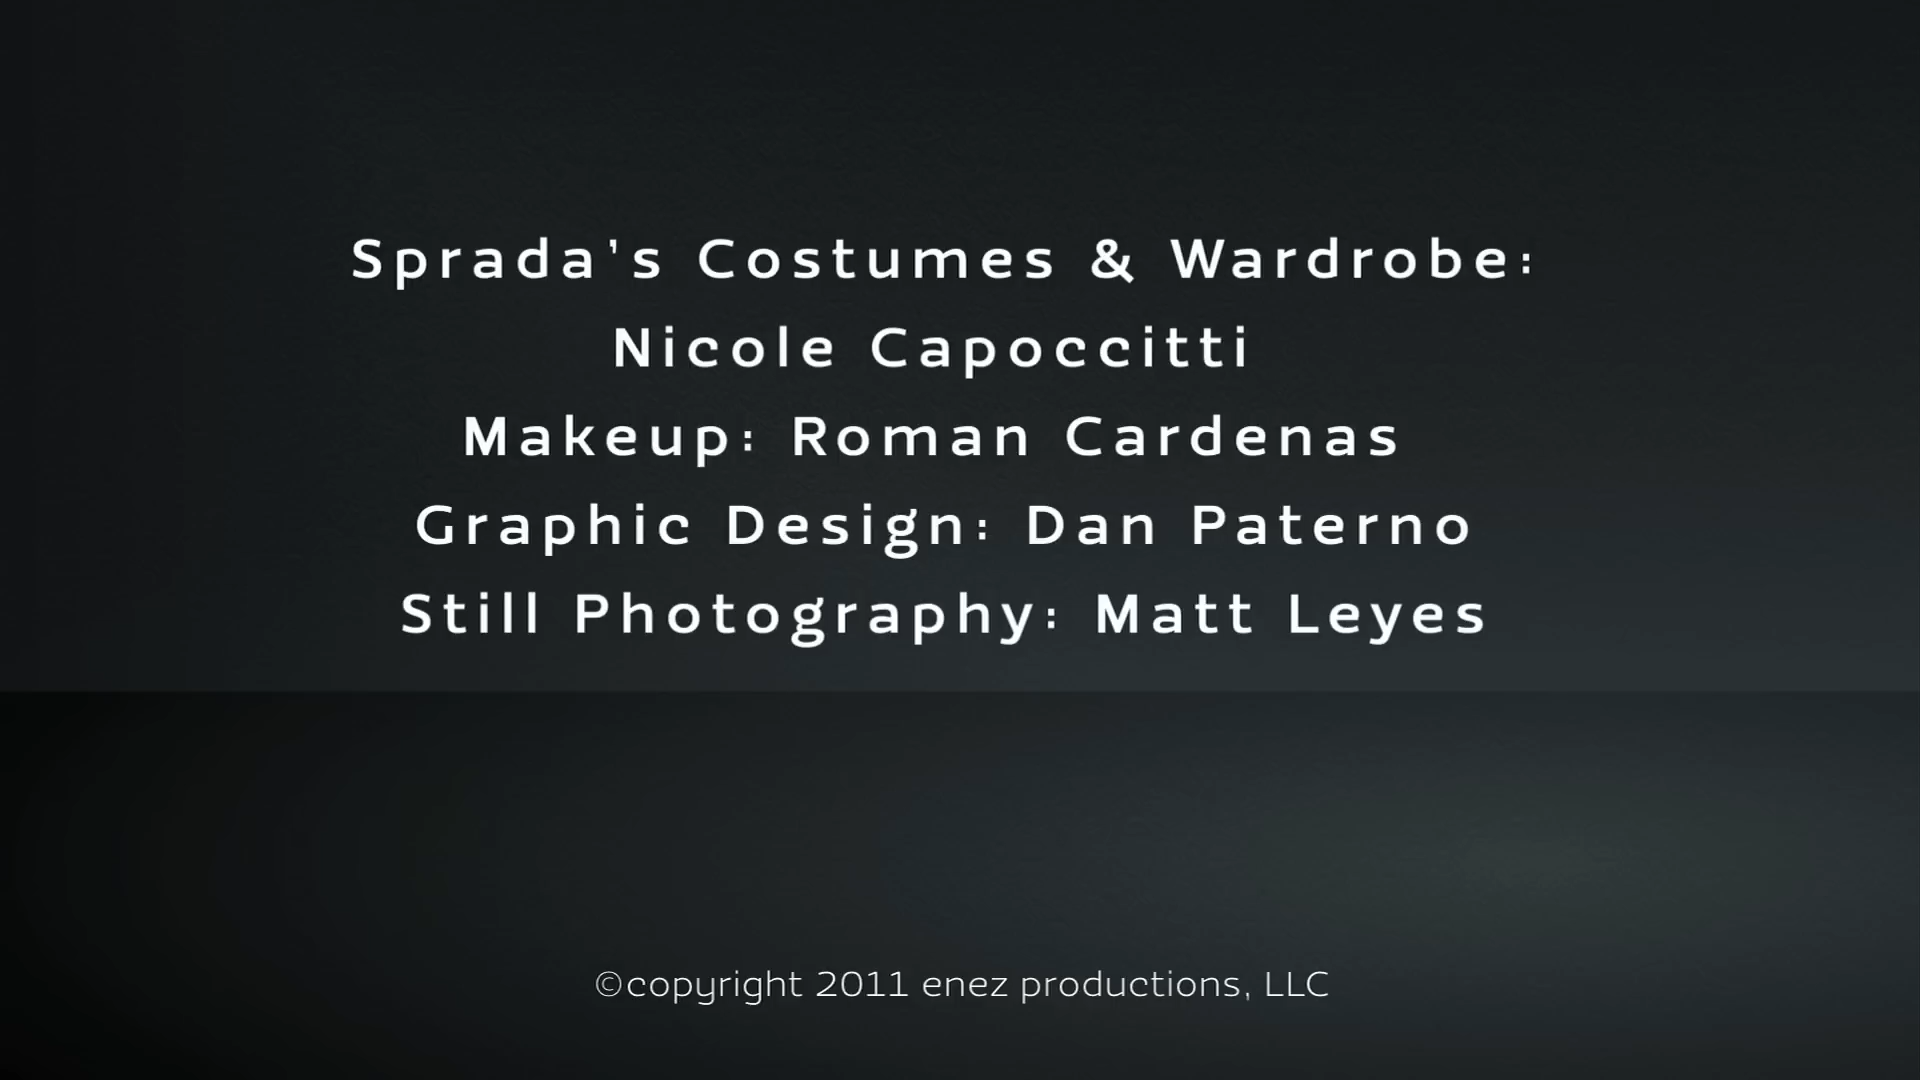 Sprada's Costumes & Wardrobe:
Nicole Capoccitti
Makeup: Roman Cardenas
Graphic Design: Dan Paterno
Still Photography: Matt Leyes
©copyright 2011 enez productions, LLC